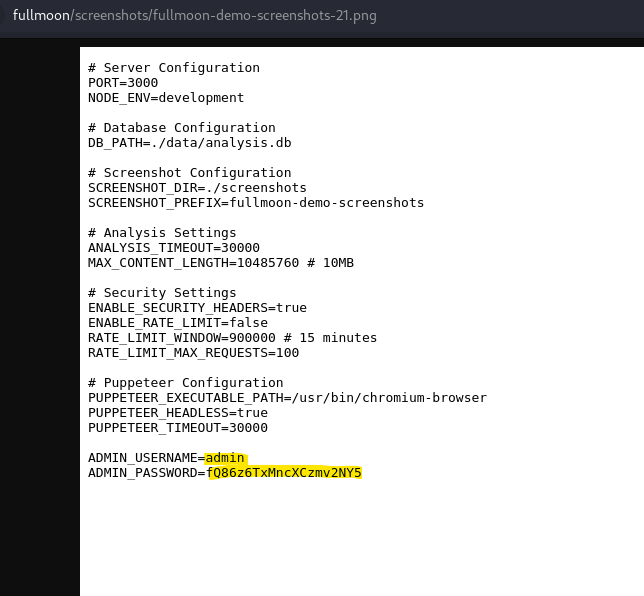 fullmoon/screenshots/fullmoon-demo-screenshots-21.png
# Server Configuration
PORT=3000
NODE_ENV=development
# Database Configuration
DB_PATH=./data/analysis.db
# Screenshot Configuration
SCREENSHOT_DIR=./screenshots
SCREENSHOT_PREFIX=fullmoon-demo-screenshots
# Analysis Settings
ANALYSIS_TIMEOUT=30000
MAX_CONTENT_LENGTH=10485760 # 10MB
# Security Settings
ENABLE_SECURITY_HEADERS=true
ENABLE_RATE_LIMIT=false
RATE_LIMIT_WINDOW=900000 # 15 minutes
RATE_LIMIT_MAX_REQUESTS=100
# Puppeteer Configuration
PUPPETEER_EXECUTABLE_PATH=/usr/bin/chromium-browser
PUPPETEER_HEADLESS=true
PUPPETEER_TIMEOUT=30000
ADMIN_USERNAME=admin
ADMIN_PASSWORD=fQ86z6TxMncXCzmv2NY5